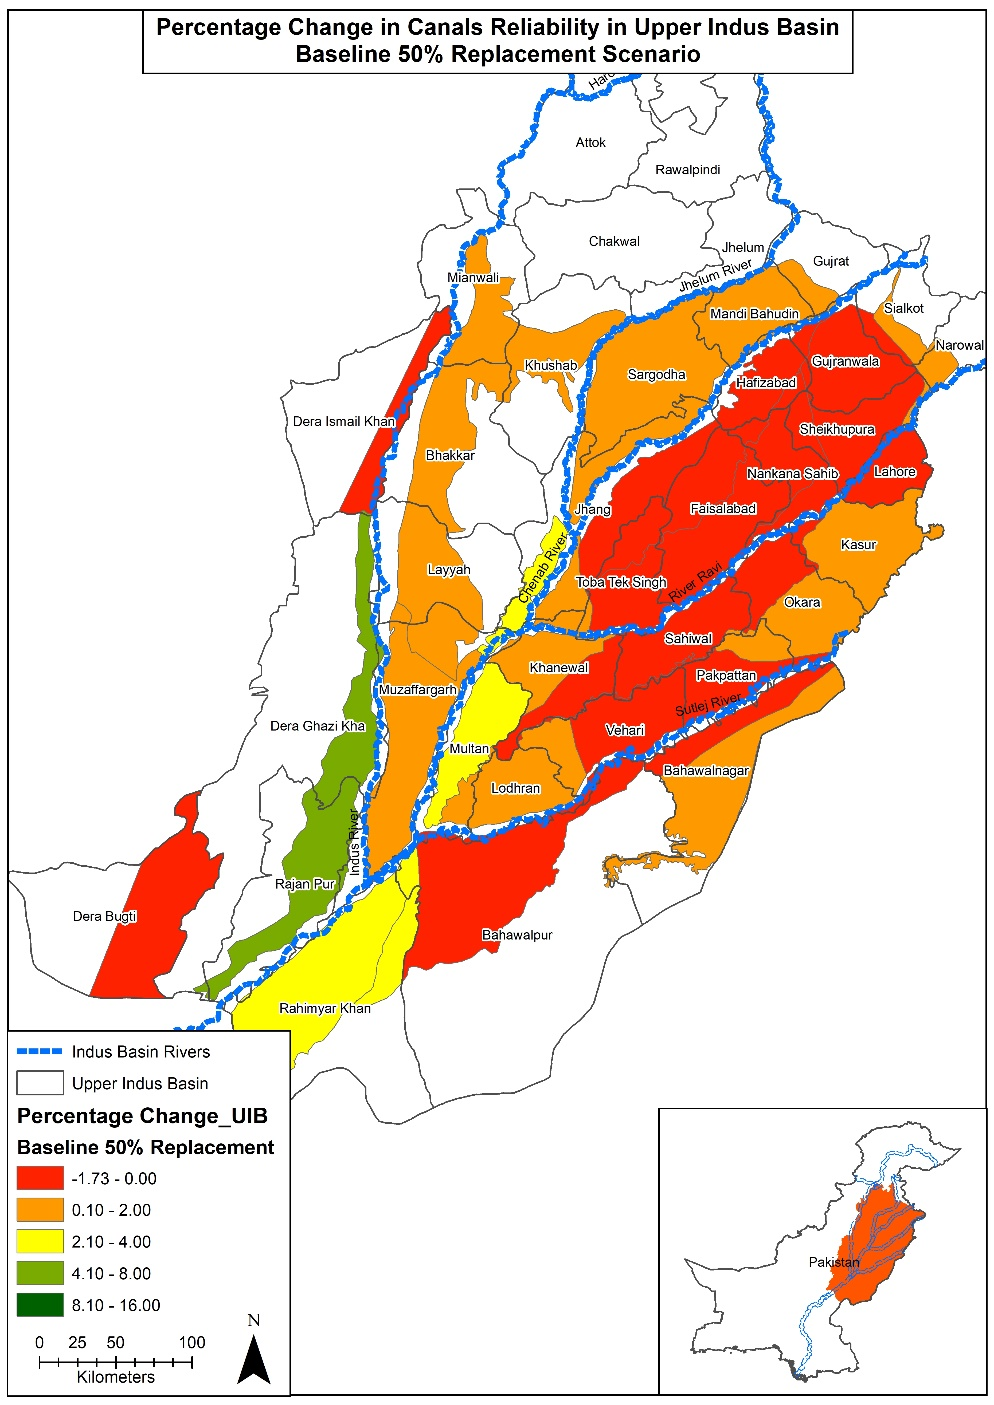 Percentage Change in Canals Reliability in Upper Indus Basin
Baseline 50% Replacement Scenario
Attok
Rawalpindi
Chakwal
Jhelum
Gujrat
Jhelum River
Mianwali
Mandi Bahudin
Sialkot
Narowal
Khushab
Sargodha
Hafizabad
Gujranwala
Dera Ismail Khan
Sheikhupura
Bhakkar
Nankana Sahib
Lahore
Jhang
Faisalabad
Kasur
Layyah
Chenab River
Toba Tek Singh
River Ravi
Okara
Sahiwal
Khanewal
Pakpattan
Muzaffargarh
Sutlej River
Dera Ghazi Kha
Vehari
Multan
Bahawalnagar
Lodhran
Indus River
Rajan Pur
Dera Bugti
Bahawalpur
Rahimyar Khan
Indus Basin Rivers
Upper Indus Basin
Percentage Change_UIB
Baseline 50% Replacement
-1.73 - 0.00
0.10 - 2.00
2.10 - 4.00
4.10 - 8.00
8.10 - 16.00
0 25 50 100
Kilometers
N
Pakistan